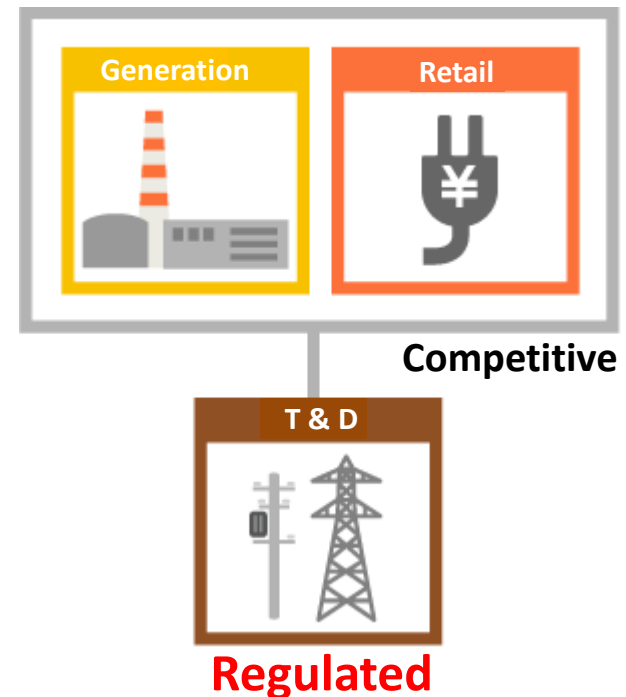 Generation
Retail
¥
Competitive
T & D
Regulated